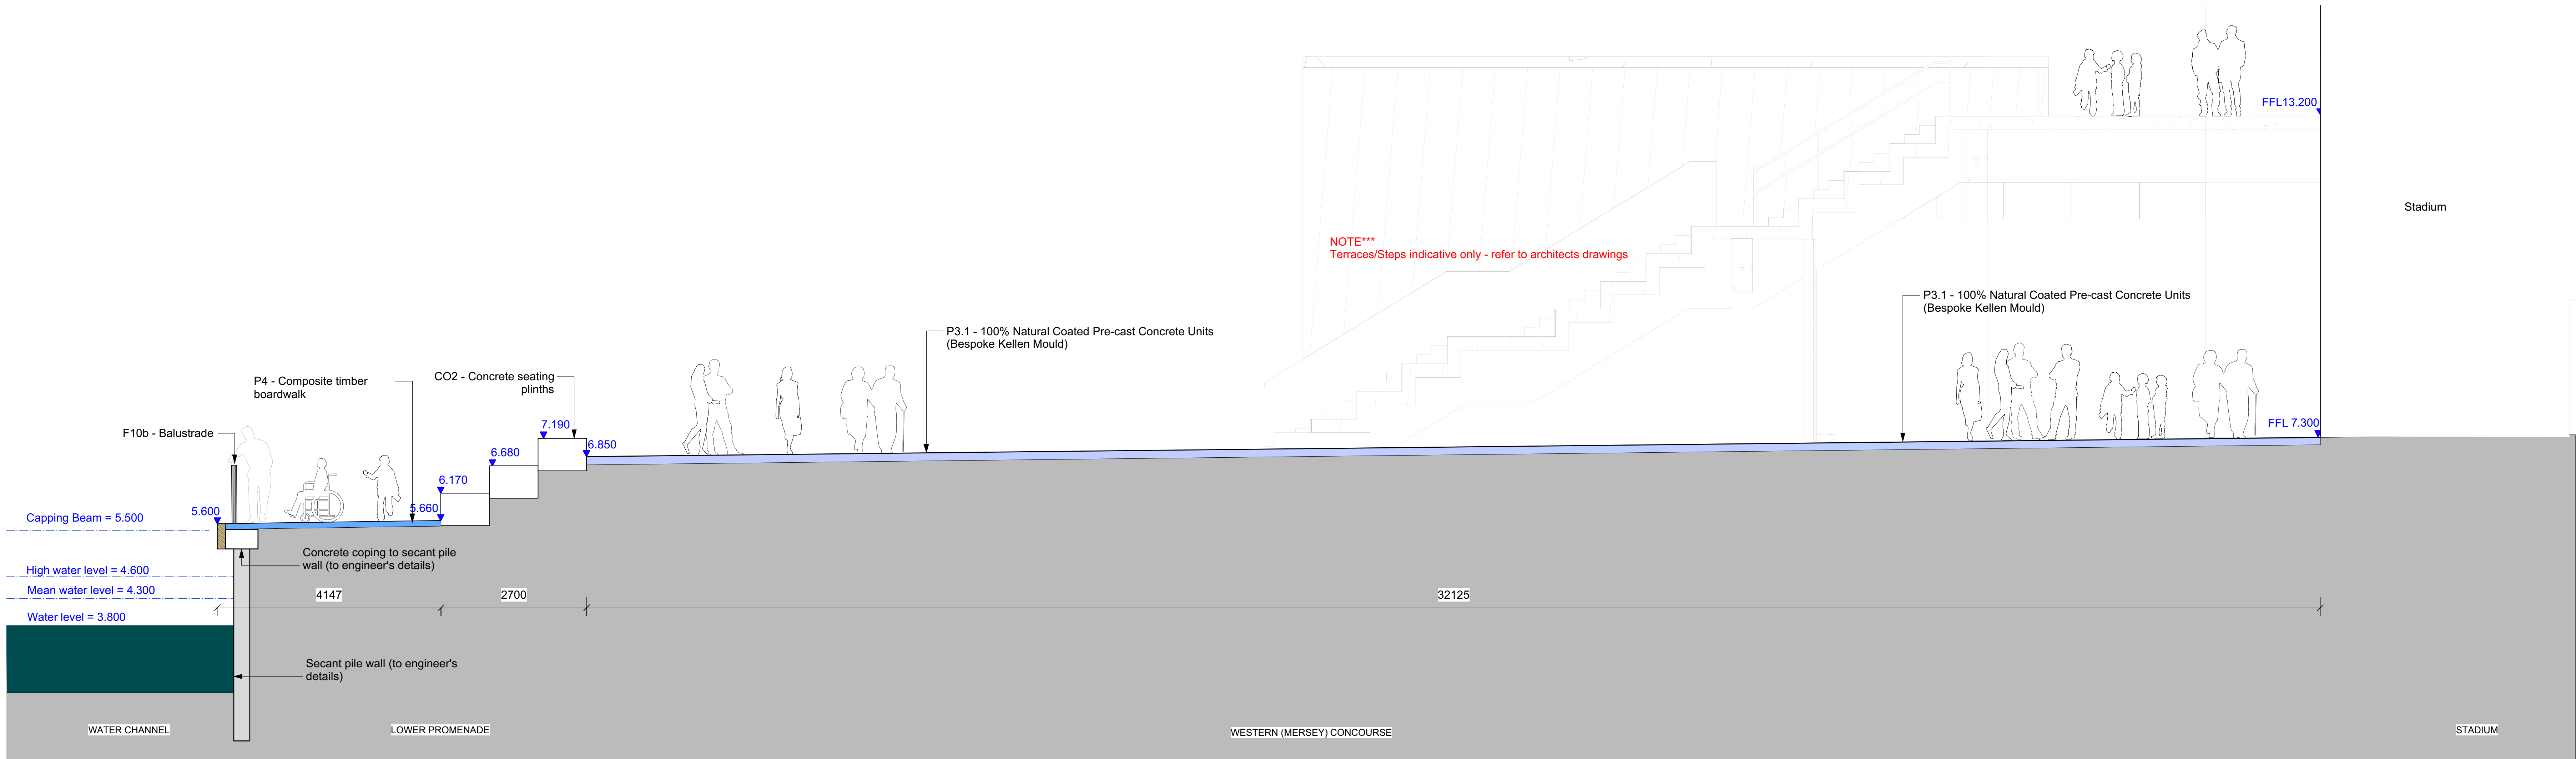 FFL13.200
Stadium
NOTE***
Terraces/Steps indicative only - refer to architects drawings
P3.1 - 100% Natural Coated Pre-cast Concrete Units
(Bespoke Kellen Mould)
P3.1 - 100% Natural Coated Pre-cast Concrete Units
(Bespoke Kellen Mould)
P4 - Composite timber
boardwalk
CO2 - Concrete seating
plinths
F10b - Balustrade
7.190
6.850
6.680
6.170
5.660
5.600
FFL 7.300
Capping Beam = 5.500
High water level = 4.600
Mean water level = 4.300
Water level = 3.800
Concrete coping to secant pile
wall (to engineer's details)
4147
2700
32125
Secant pile wall (to engineer's
details)
WATER CHANNEL
LOWER PROMENADE
WESTERN (MERSEY) CONCOURSE
STADIUM